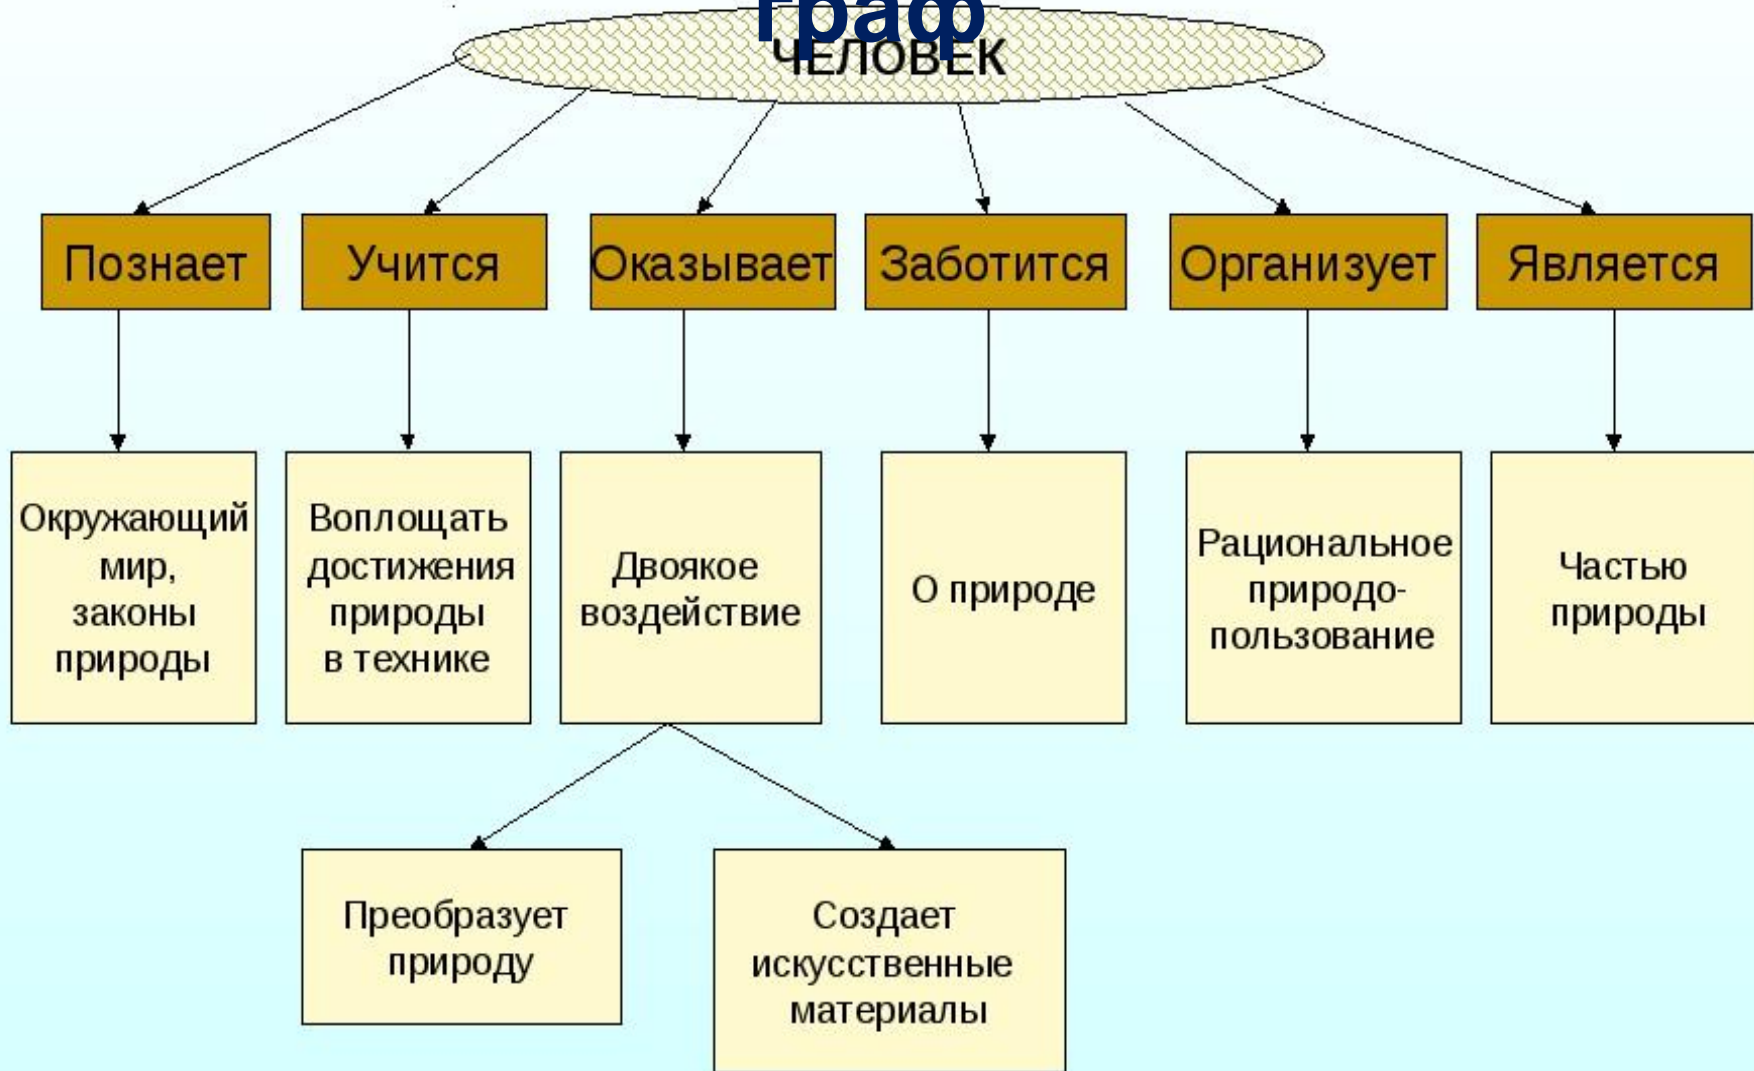 граф
ЧЕЛОВЕК
Познает
Учится
Оказывает
Заботится
Организует
Является
Окружающий
мир,
законы
природы
Воплощать
достижения
природы
в технике
Двоякое
воздействие
О природе
Рациональное
природо-
пользование
Частью
природы
Преобразует
природу
Создает
искусственные
материалы